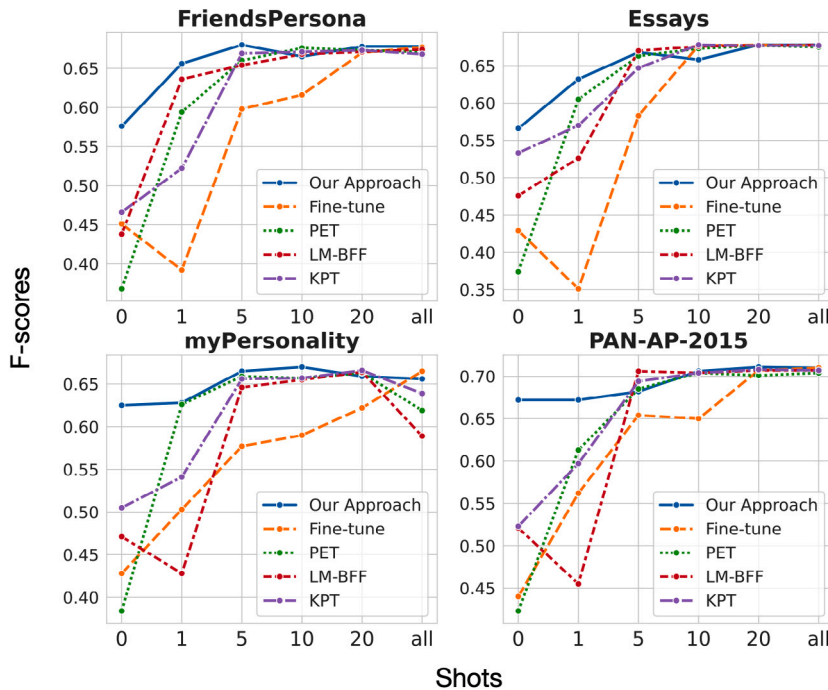 FriendsPersona
0.65
0.60
0.55
0.50
0.45
0.40
Our Approach
Fine-tune
PET
LM-BFF
KPT
0 1 5 10 20 all
Essays
0.65
0.60
0.55
0.50
0.45
0.40
0.35
Our Approach
Fine-tune
PET
LM-BFF
KPT
0 1 5 10 20 all
F-scores
myPersonality
0.65
0.60
0.55
0.50
0.45
0.40
Our Approach
Fine-tune
PET
LM-BFF
KPT
0 1 5 10 20 all
PAN-AP-2015
0.70
0.65
0.60
0.55
0.50
0.45
Our Approach
Fine-tune
PET
LM-BFF
KPT
0 1 5 10 20 all
Shots